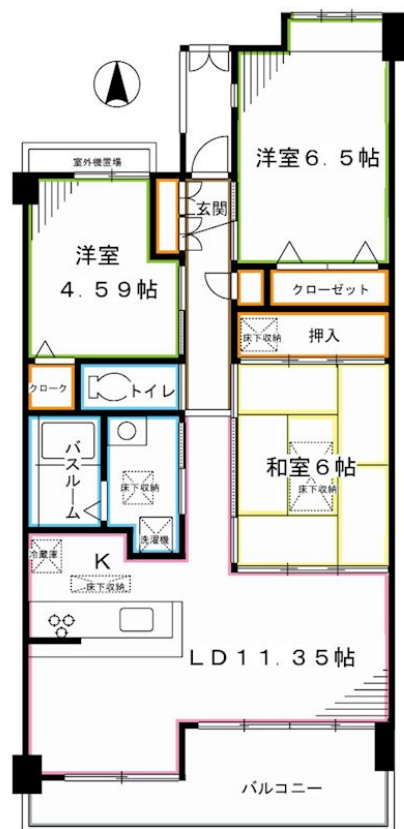 洋室6.5帖
室外機置場
玄関
洋室
4.59帖
クローゼット
床下収納
押入
クローク
トイレ
バスルーム
床下収納
洗濯機
和室6帖
床下収納
冷蔵庫
K
床下収納
LD11.35帖
バルコニー